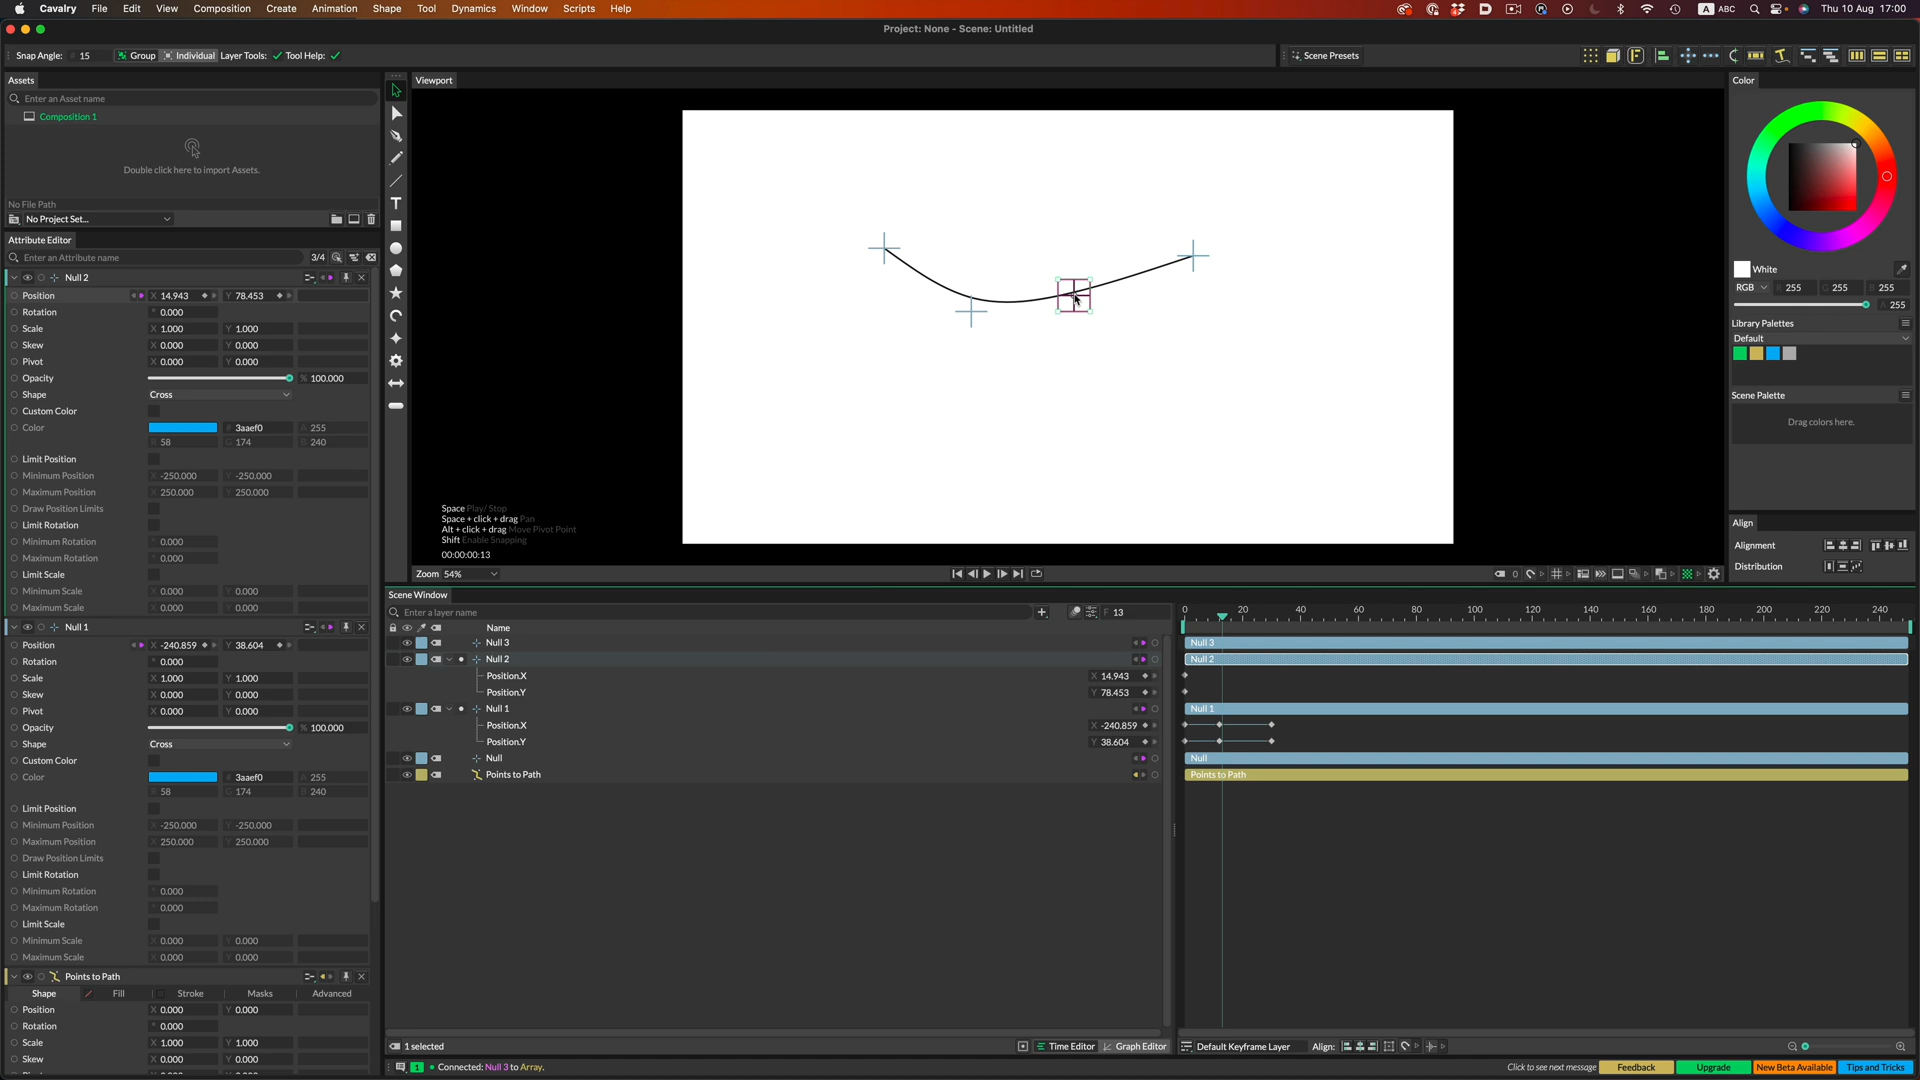 Cavalry File Edit View Composition Create Animation Shape Tool Dynamics Window Scripts Help
A ABC Thu 10 Aug 17:00
Project: None - Scene: Untitled
Snap Angle: 15 Group Individual Layer Tools: Tool Help:
Scene Presets
Assets
Enter an Asset name
Composition 1
Double click here to import Assets.
No File Path
No Project Set...
Attribute Editor
Enter an Attribute name 3/4
Null 2
Position X 14.943 Y 78.453
Rotation ° 0.000
Scale X 1.000 Y 1.000
Skew X 0.000 Y 0.000
Pivot X 0.000 Y 0.000
Opacity % 100.000
Shape Cross
Custom Color
Color # 3aaef0 A 255
R 58 G 174 B 240
Limit Position
Minimum Position X -250.000 Y -250.000
Maximum Position X 250.000 Y 250.000
Draw Position Limits
Limit Rotation
Minimum Rotation ° 0.000
Maximum Rotation ° 0.000
Limit Scale
Minimum Scale X 0.000 Y 0.000
Maximum Scale X 0.000 Y 0.000
Null 1
Position X -240.859 Y 38.604
Rotation ° 0.000
Scale X 1.000 Y 1.000
Skew X 0.000 Y 0.000
Pivot X 0.000 Y 0.000
Opacity % 100.000
Shape Cross
Custom Color
Color # 3aaef0 A 255
R 58 G 174 B 240
Limit Position
Minimum Position X -250.000 Y -250.000
Maximum Position X 250.000 Y 250.000
Draw Position Limits
Limit Rotation
Minimum Rotation ° 0.000
Maximum Rotation ° 0.000
Limit Scale
Minimum Scale X 0.000 Y 0.000
Maximum Scale X 0.000 Y 0.000
Points to Path
Shape Fill Stroke Masks Advanced
Position X 0.000 Y 0.000
Rotation ° 0.000
Scale X 1.000 Y 1.000
Skew X 0.000 Y 0.000
Viewport
Space Play/ Stop
Space + click + drag Pan
Alt + click + drag Move Pivot Point
Shift Enable Snapping
00:00:00:13
Zoom 54%
0
Scene Window
Enter a layer name F 13
0 20 40 60 80 100 120 140 160 180 200 220 240
Name
Null 3 Null 3
Null 2 Null 2
Position.X X 14.943
Position.Y Y 78.453
Null 1 Null 1
Position.X X -240.859
Position.Y Y 38.604
Null Null
Points to Path Points to Path
1 selected
Time Editor Graph Editor
Default Keyframe Layer Align:
1 Connected: Null 3 to Array.
Click to see next message Feedback Upgrade New Beta Available Tips and Tricks
Color
White
RGB R 255 G 255 B 255
A 255
Library Palettes
Default
Scene Palette
Drag colors here.
Align
Alignment
Distribution